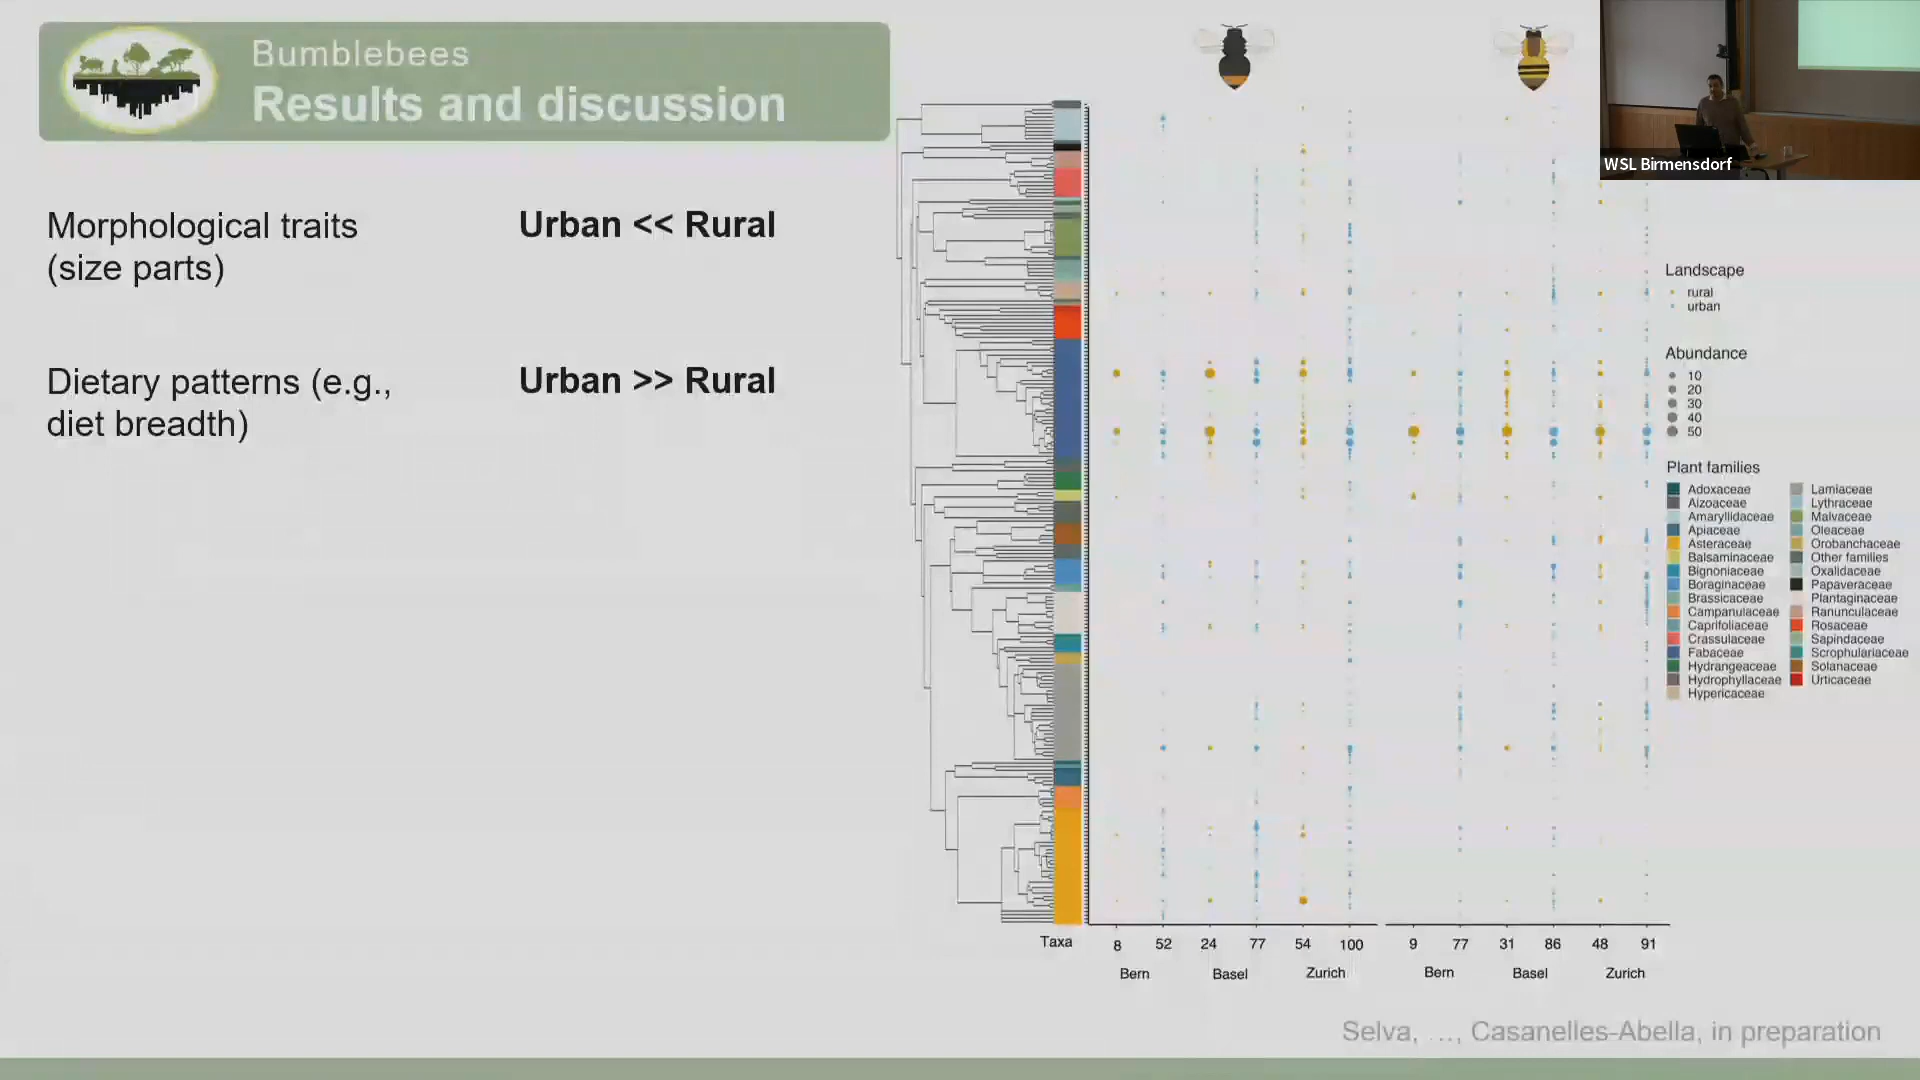 Bumblebees
Results and discussion
WSL Birmensdorf
Morphological traits
(size parts)
Urban << Rural
Dietary patterns (e.g.,
diet breadth)
Urban >> Rural
Landscape
rural
urban
Abundance
10
20
30
40
50
Plant families
Adoxaceae
Aizoaceae
Amaryllidaceae
Apiaceae
Asteraceae
Balsaminaceae
Bignoniaceae
Boraginaceae
Brassicaceae
Campanulaceae
Caprifoliaceae
Crassulaceae
Fabaceae
Hydrangeaceae
Hydrophyllaceae
Hypericaceae
Lamiaceae
Lythraceae
Malvaceae
Oleaceae
Orobanchaceae
Other families
Oxalidaceae
Papaveraceae
Plantaginaceae
Ranunculaceae
Rosaceae
Sapindaceae
Scrophulariaceae
Solanaceae
Urticaceae
Taxa 8 52 24 77 54 100 9 77 31 86 48 91
Bern Basel Zurich Bern Basel Zurich
Selva, ..., Casanelles-Abella, in preparation